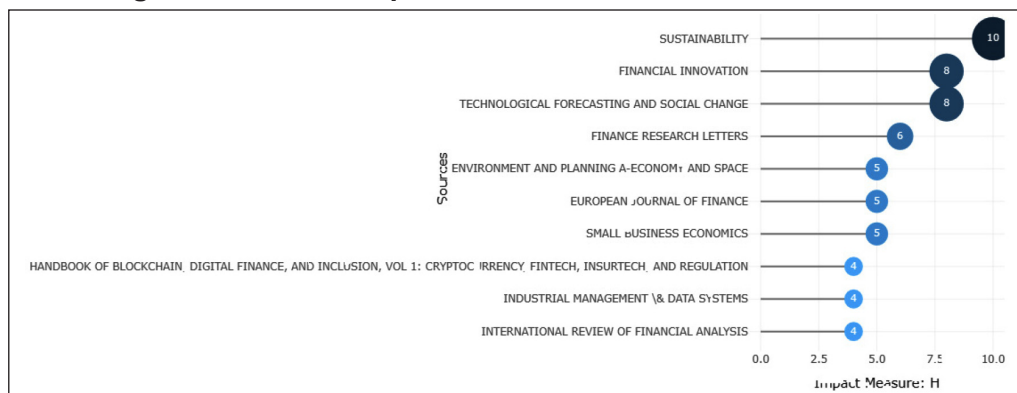 SUSTAINABILITY 10
FINANCIAL INNOVATION 8
TECHNOLOGICAL FORECASTING AND SOCIAL CHANGE 8
FINANCE RESEARCH LETTERS 6
ENVIRONMENT AND PLANNING A-ECONOMY AND SPACE 5
EUROPEAN JOURNAL OF FINANCE 5
SMALL BUSINESS ECONOMICS 5
HANDBOOK OF BLOCKCHAIN, DIGITAL FINANCE, AND INCLUSION, VOL 1: CRYPTOCURRENCY, FINTECH, INSURTECH, AND REGULATION 4
INDUSTRIAL MANAGEMENT \& DATA SYSTEMS 4
INTERNATIONAL REVIEW OF FINANCIAL ANALYSIS 4
Sources
0.0 2.5 5.0 7.5 10.0
Impact Measure: H